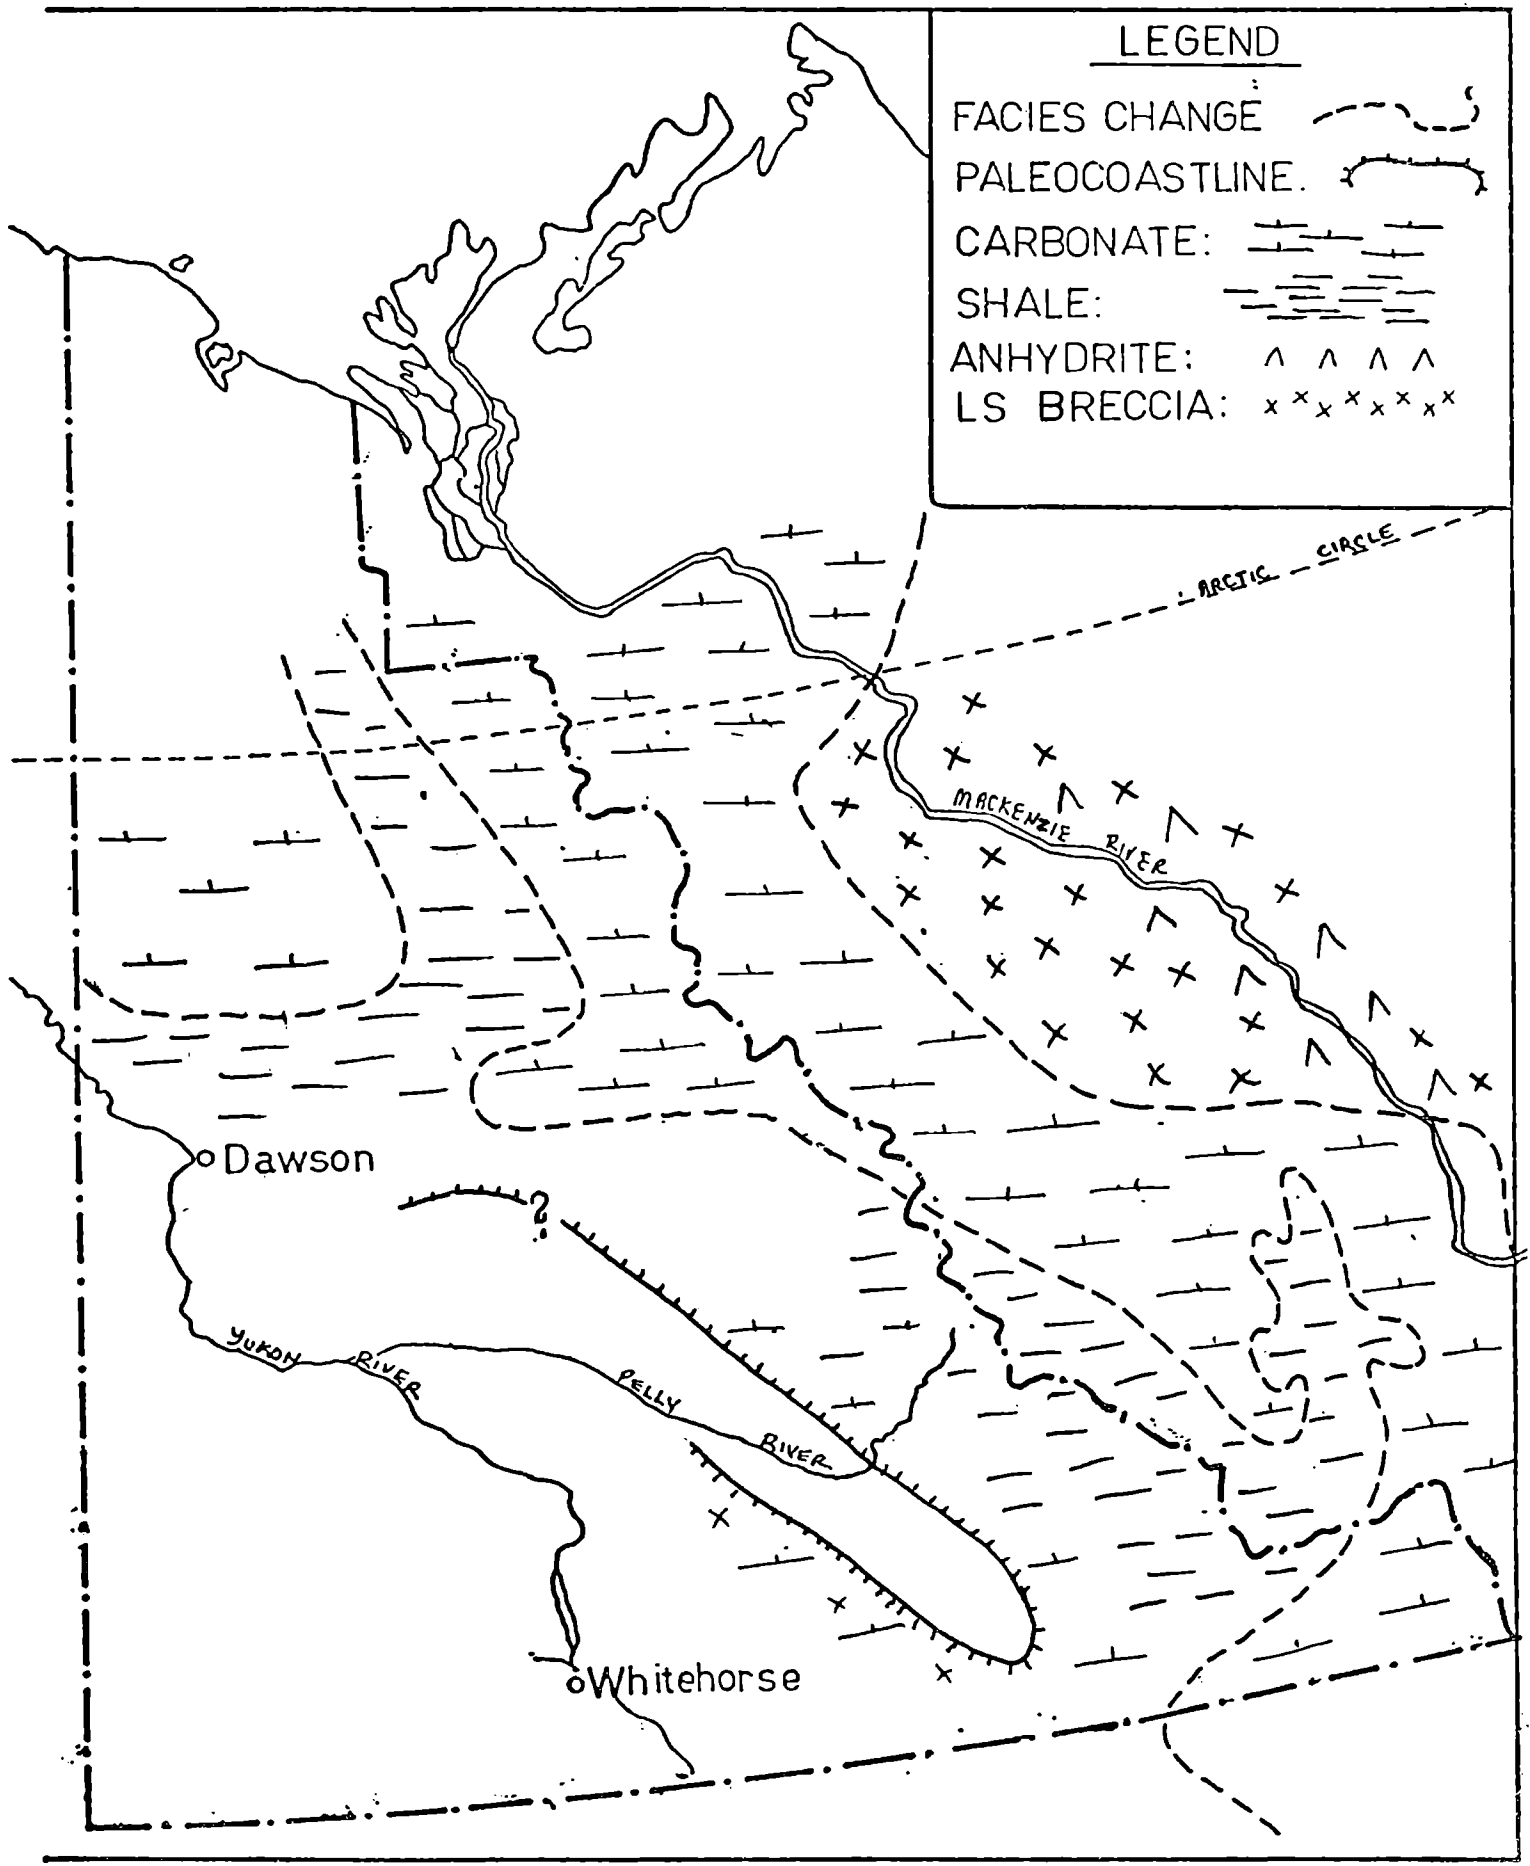 LEGEND
FACIES CHANGE
PALEOCOASTLINE.
CARBONATE:
SHALE:
ANHYDRITE:
LS BRECCIA:
ARCTIC CIRCLE
MACKENZIE RIVER
Dawson
?
YUKON RIVER
PELLY RIVER
Whitehorse